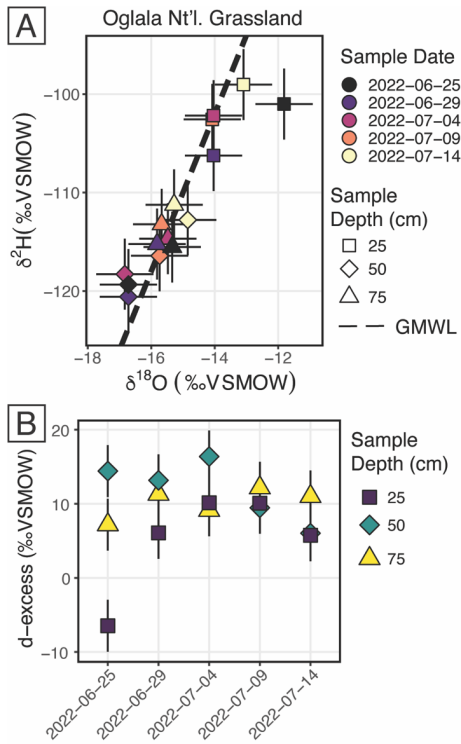 A
Oglala Nt'l. Grassland
δ²H(‰VSMOW)
−100
−110
−120
−18
−16
−14
−12
δ¹⁸O (‰VSMOW)
Sample Date
2022−06−25
2022−06−29
2022−07−04
2022−07−09
2022−07−14
Sample
Depth (cm)
25
50
75
GMWL
B
d−excess (‰VSMOW)
20
10
0
−10
2022−06−25
2022−06−29
2022−07−04
2022−07−09
2022−07−14
Sample
Depth (cm)
25
50
75